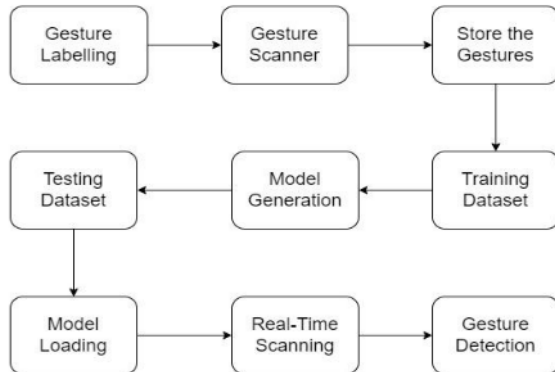 Gesture
Labelling
Gesture
Scanner
Store the
Gestures
Testing
Dataset
Model
Generation
Training
Dataset
Model
Loading
Real-Time
Scanning
Gesture
Detection